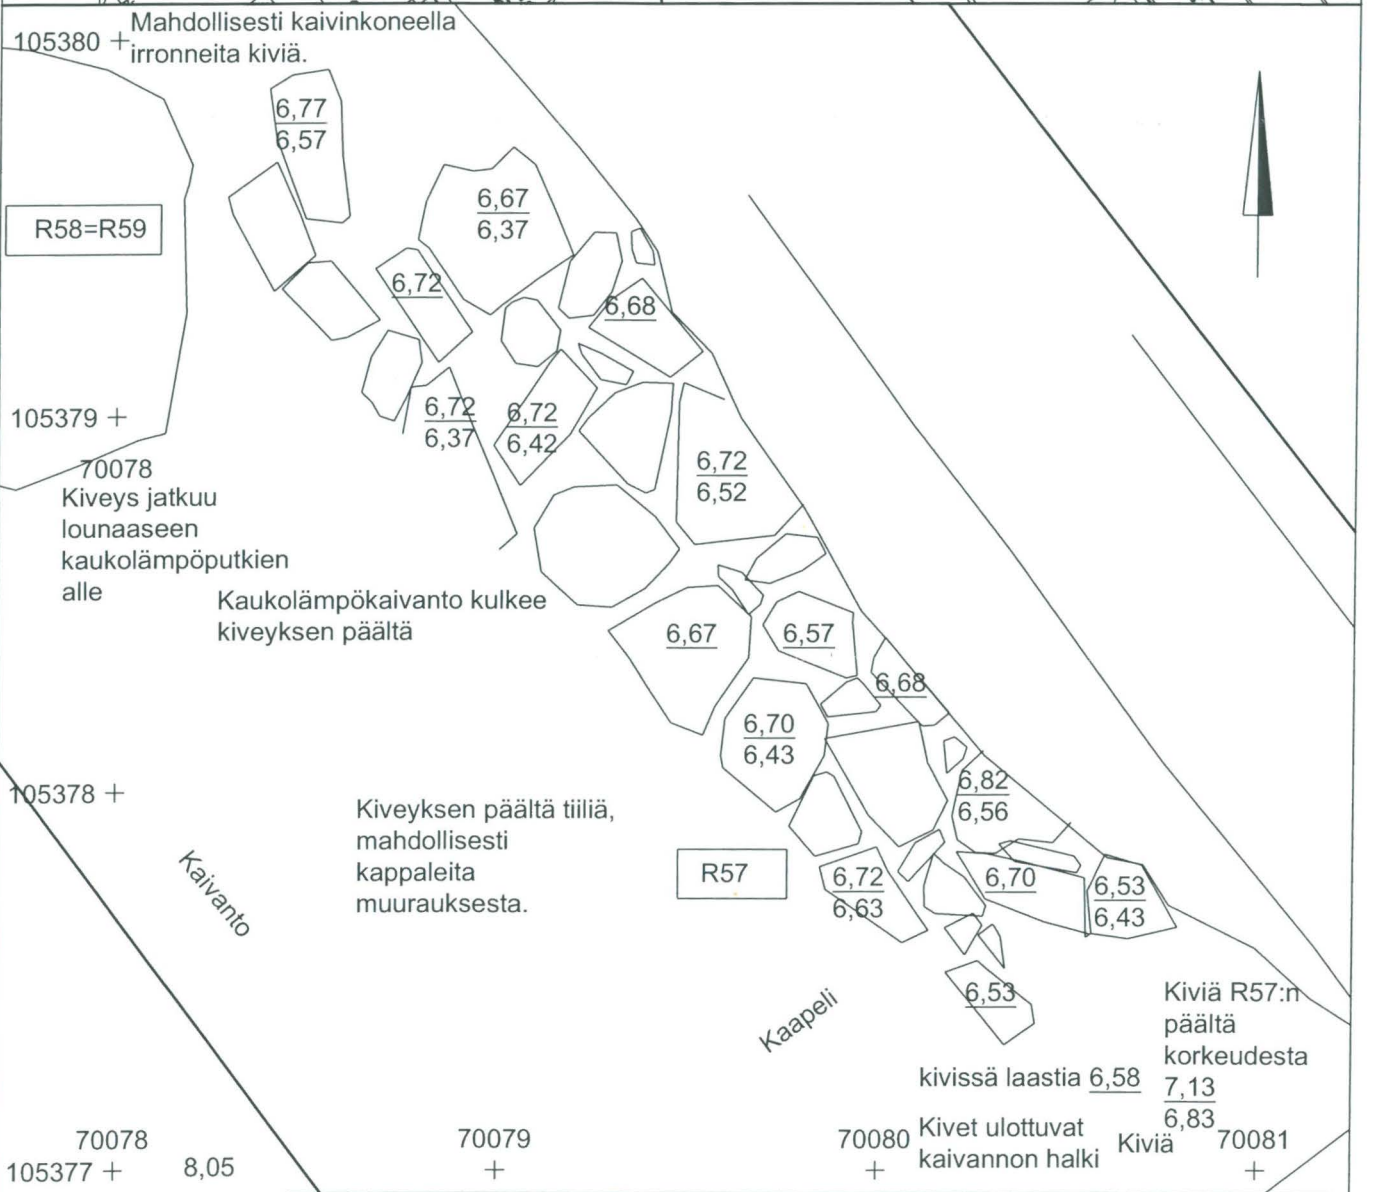 Mahdollisesti kaivinkoneella
irronneita kiviä.
105380
6,77
6,57
6,67
6,37
R58=R59
6,72
6,68
105379
6,72
6,37
6,72
6,42
6,72
6,52
70078
Kiveys jatkuu
lounaaseen
kaukolämpöputkien
alle
Kaukolämpökaivanto kulkee
kiveyksen päältä
6,67
6,57
6,68
6,70
6,43
105378
6,82
6,56
Kiveyksen päältä tiiliä,
mahdollisesti
kappaleita
muurauksesta.
Kaivanto
R57
6,72
6,63
6,70
6,53
6,43
6,53
Kaapeli
Kiviä R57:n
päältä
korkeudesta
7,13
6,83
kivissä laastia 6,58
Kivet ulottuvat
kaivannon halki
Kiviä
70078
70079
70080
70081
105377
8,05